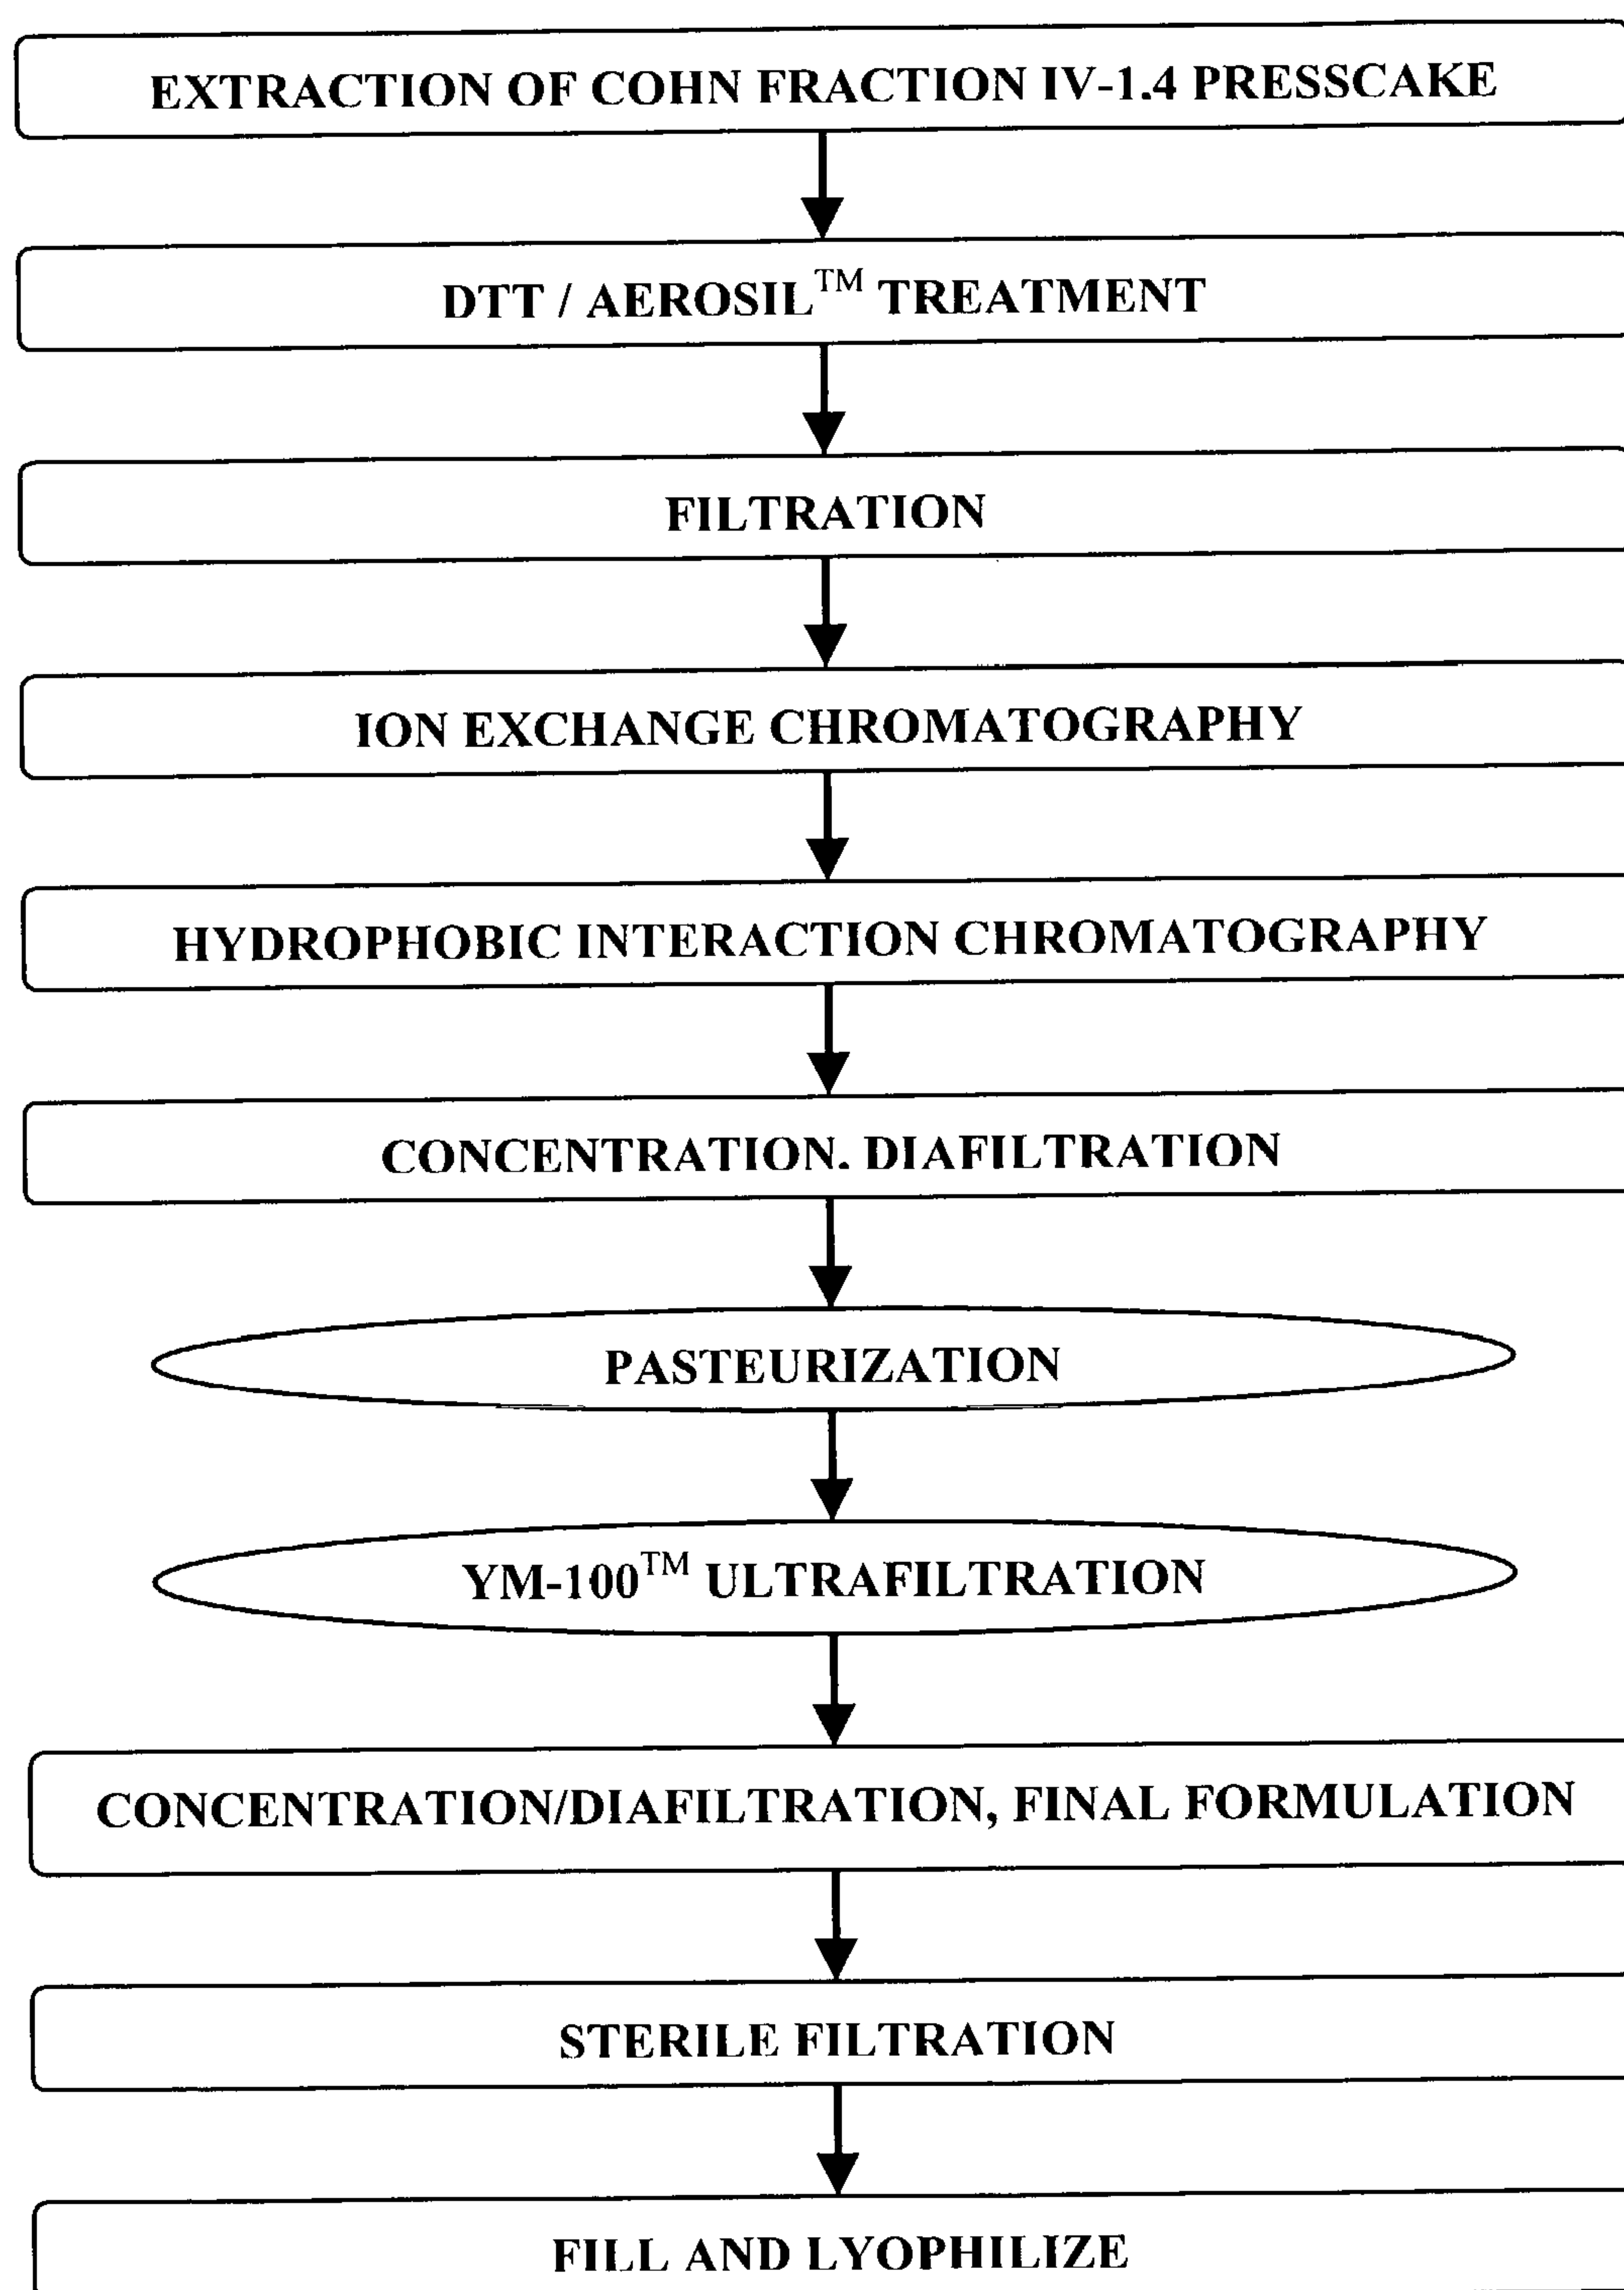 EXTRACTION OF COHN FRACTION IV-1.4 PRESSCAKE
DTT / AEROSIL™ TREATMENT
FILTRATION
ION EXCHANGE CHROMATOGRAPHY
HYDROPHOBIC INTERACTION CHROMATOGRAPHY
CONCENTRATION. DIAFILTRATION
PASTEURIZATION
YM-100™ ULTRAFILTRATION
CONCENTRATION/DIAFILTRATION, FINAL FORMULATION
STERILE FILTRATION
FILL AND LYOPHILIZE